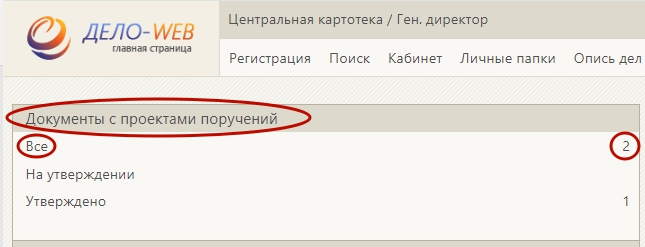 ДЕЛО-WEB
главная страница
Центральная картотека / Ген. директор
Регистрация Поиск Кабинет Личные папки Опись дел
Документы с проектами поручений
Все 2
На утверждении
Утверждено 1